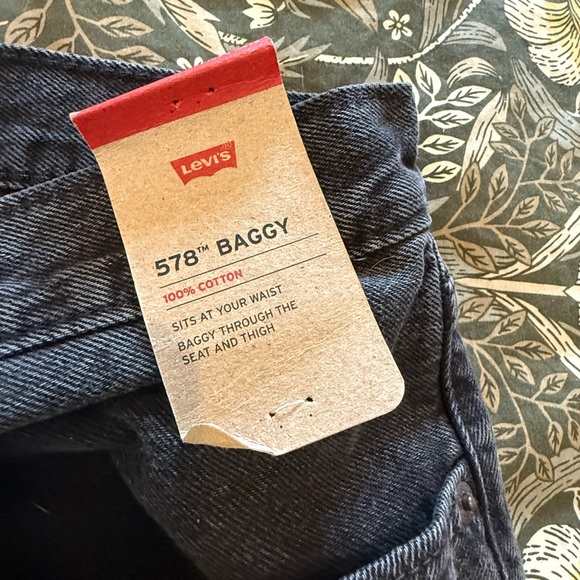 Levi's
578™ BAGGY
100% COTTON
SITS AT YOUR WAIST
BAGGY THROUGH THE
SEAT AND THIGH